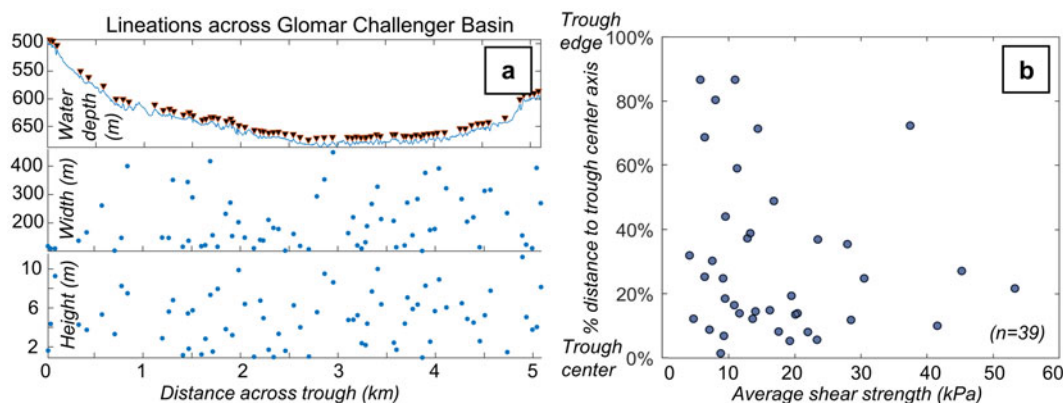 Lineations across Glomar Challenger Basin
a
500
550
600
650
Water
depth
(m)
400
300
200
Width (m)
10
8
6
4
2
Height (m)
0 1 2 3 4 5
Distance across trough (km)
Trough
edge
b
100%
80%
60%
40%
20%
0%
% distance to trough center axis
Trough
center
(n=39)
0 10 20 30 40 50 60
Average shear strength (kPa)